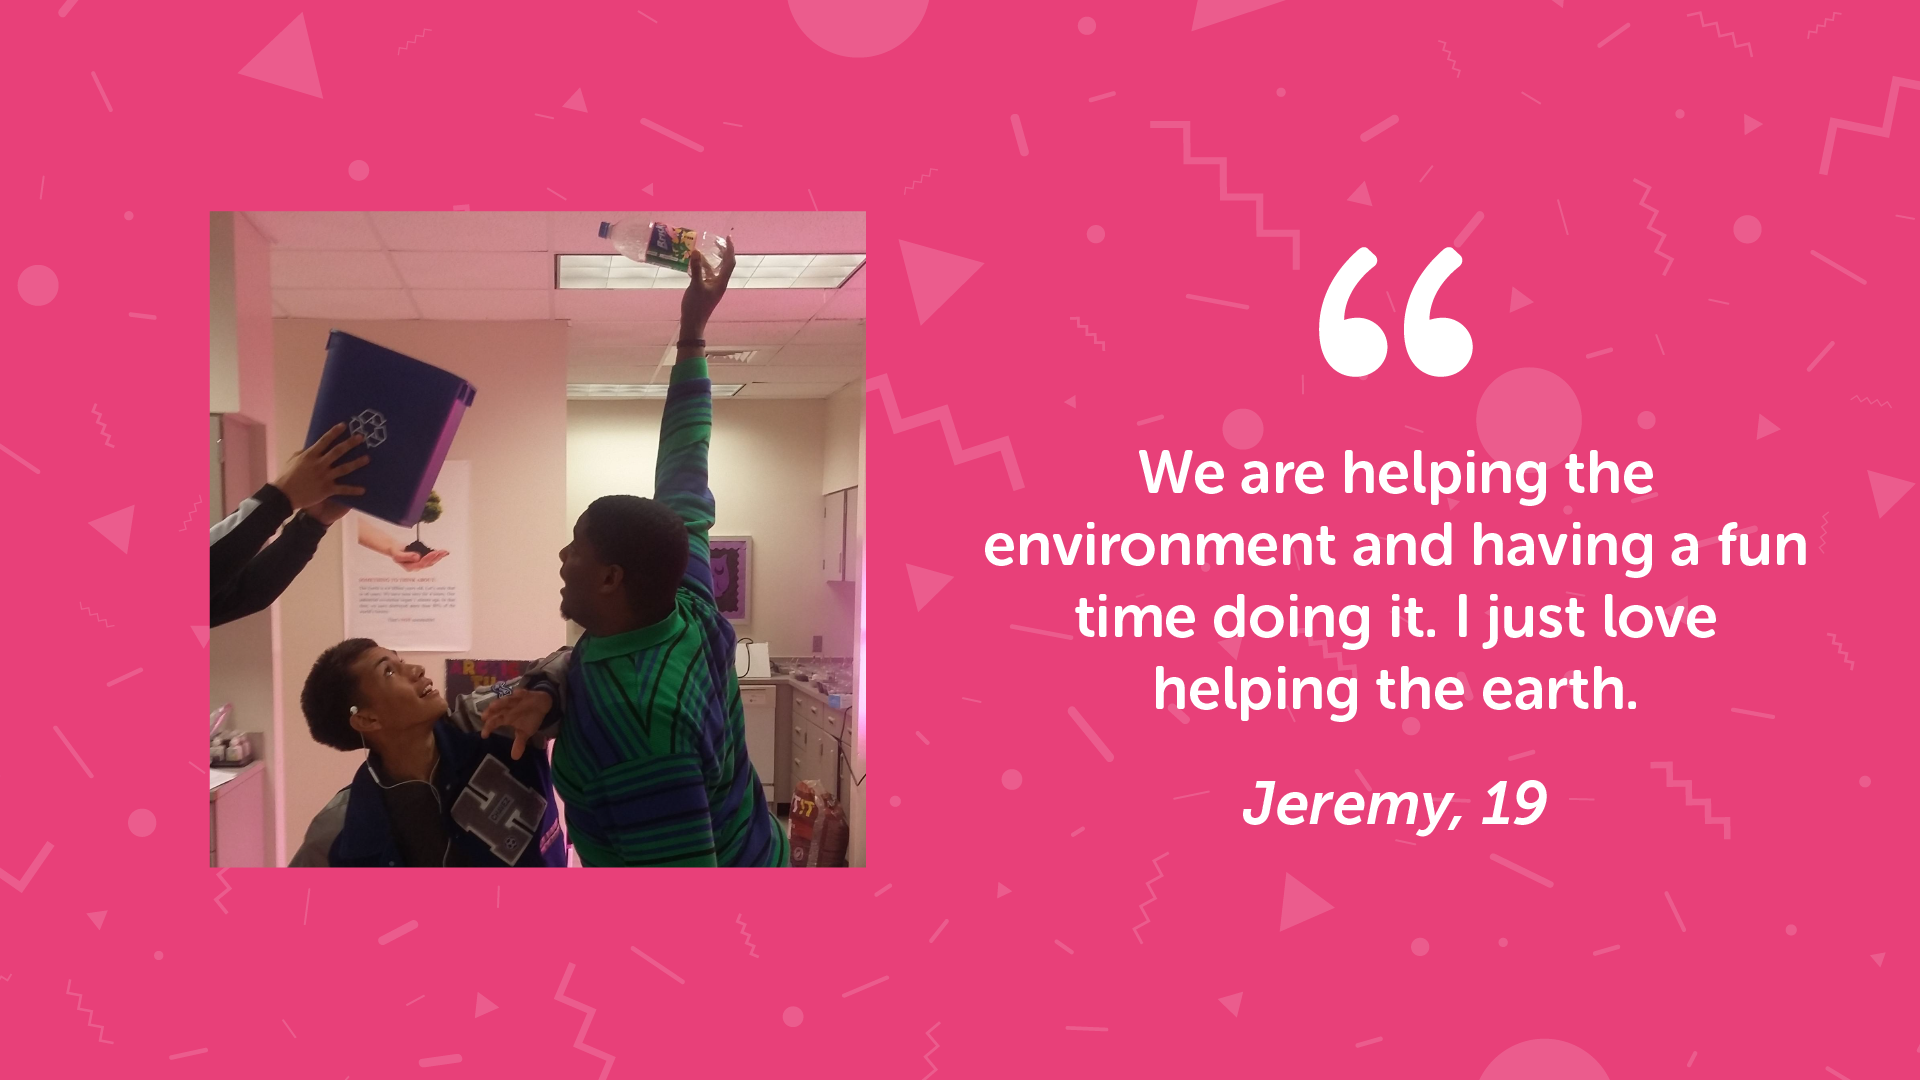 We are helping the
environment and having a fun
time doing it. I just love
helping the earth.
Jeremy, 19